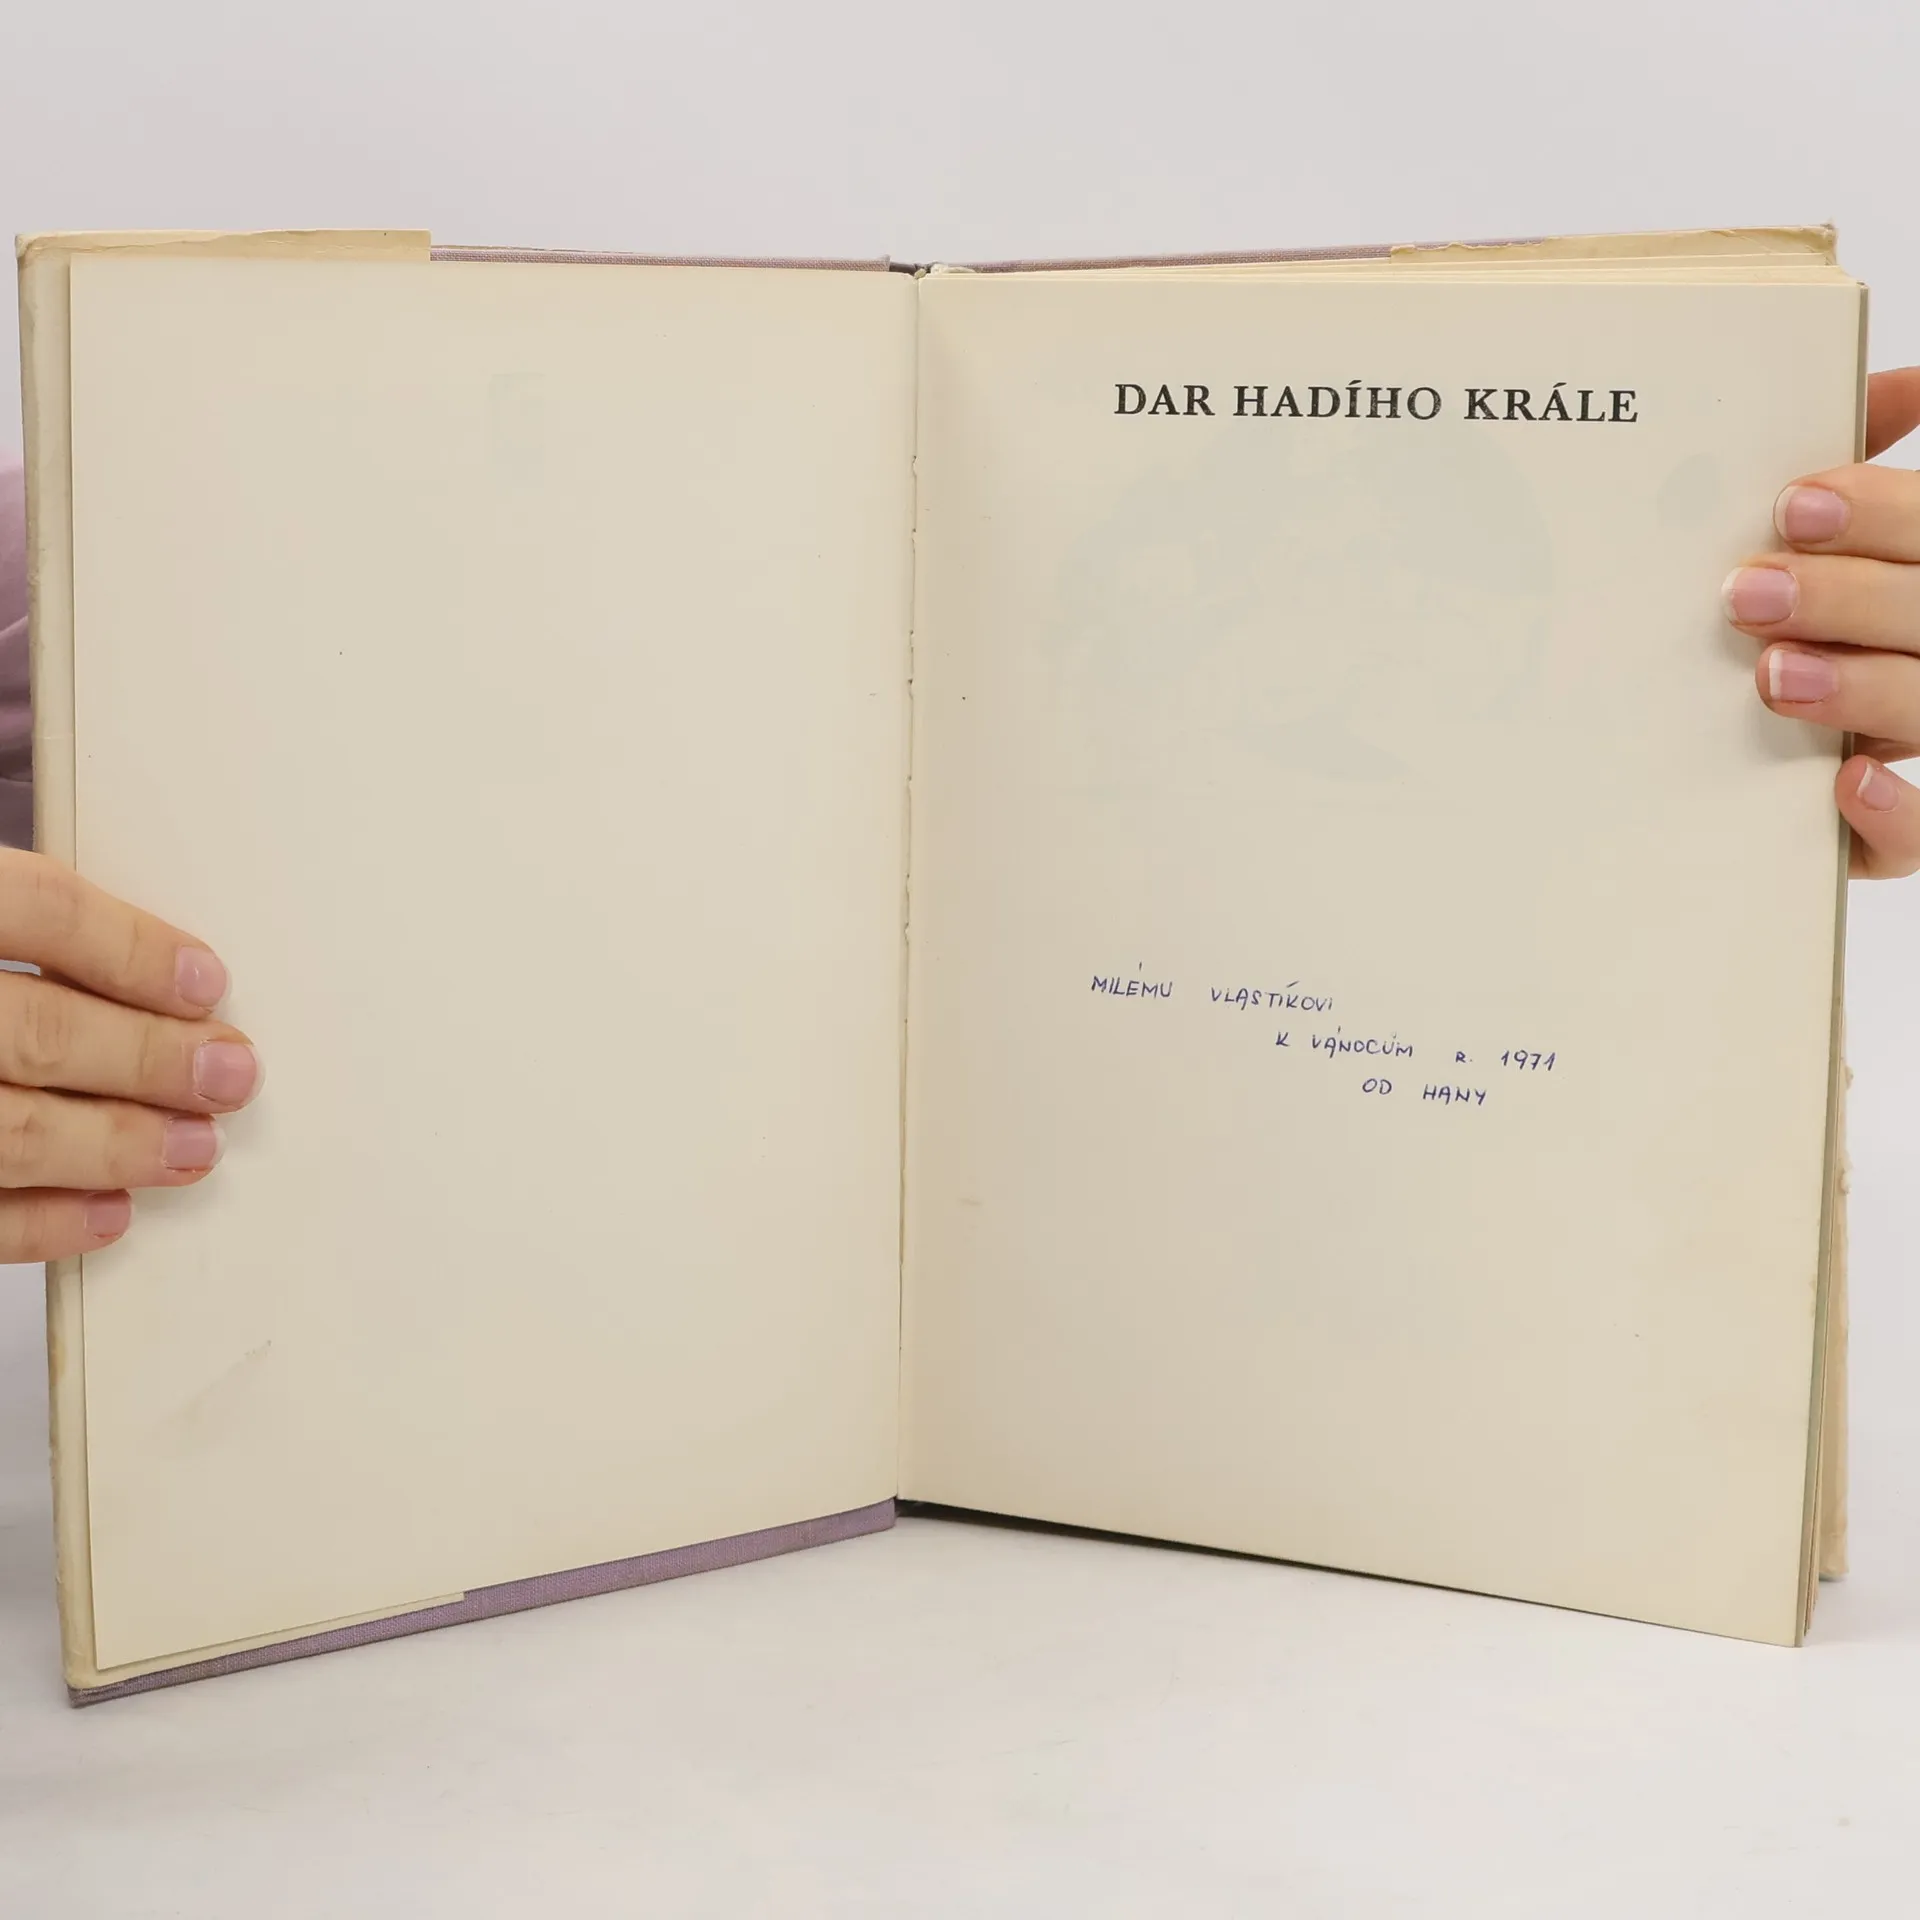 DAR HADÍHO KRÁLE
MILÉMU VLASTÍKOVI
K VÁNOCŮM R. 1971
OD HANY